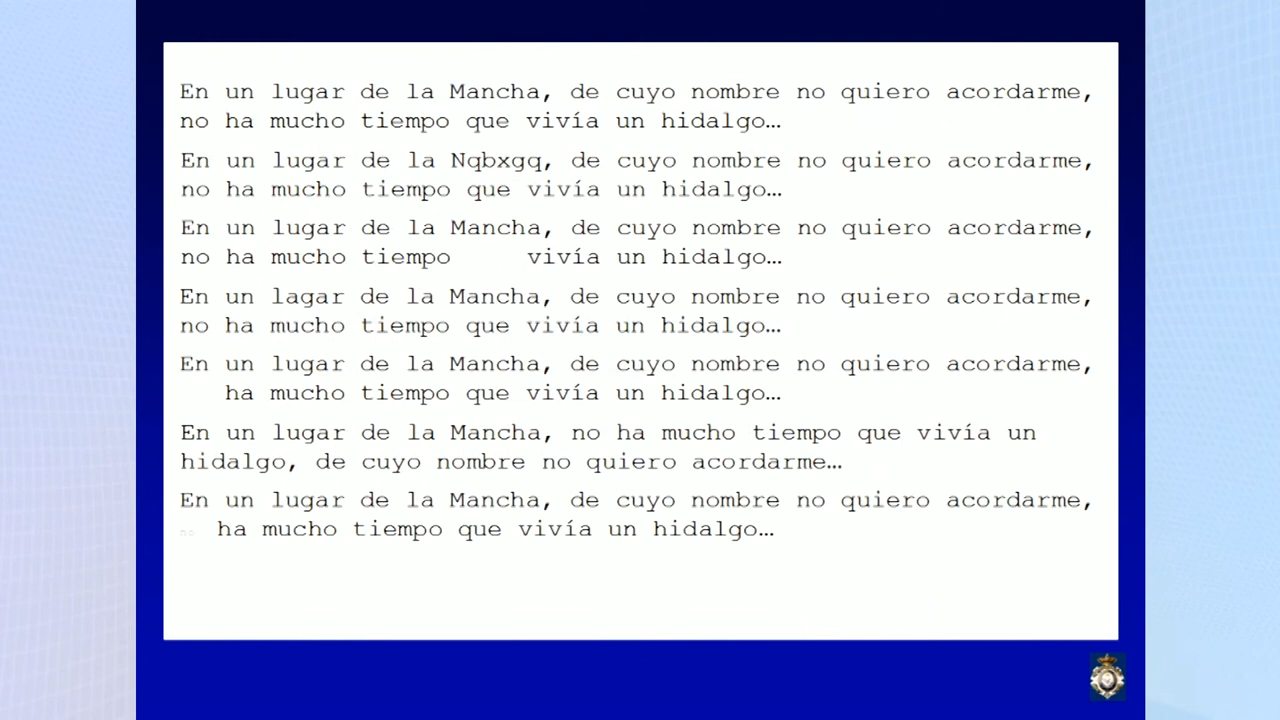 En un lugar de la Mancha, de cuyo nombre no quiero acordarme,
no ha mucho tiempo que vivía un hidalgo…
En un lugar de la Nqbxgq, de cuyo nombre no quiero acordarme,
no ha mucho tiempo que vivía un hidalgo…
En un lugar de la Mancha, de cuyo nombre no quiero acordarme,
no ha mucho tiempo vivía un hidalgo…
En un lagar de la Mancha, de cuyo nombre no quiero acordarme,
no ha mucho tiempo que vivía un hidalgo…
En un lugar de la Mancha, de cuyo nombre no quiero acordarme,
ha mucho tiempo que vivía un hidalgo…
En un lugar de la Mancha, no ha mucho tiempo que vivía un
hidalgo, de cuyo nombre no quiero acordarme…
En un lugar de la Mancha, de cuyo nombre no quiero acordarme,
no ha mucho tiempo que vivía un hidalgo…